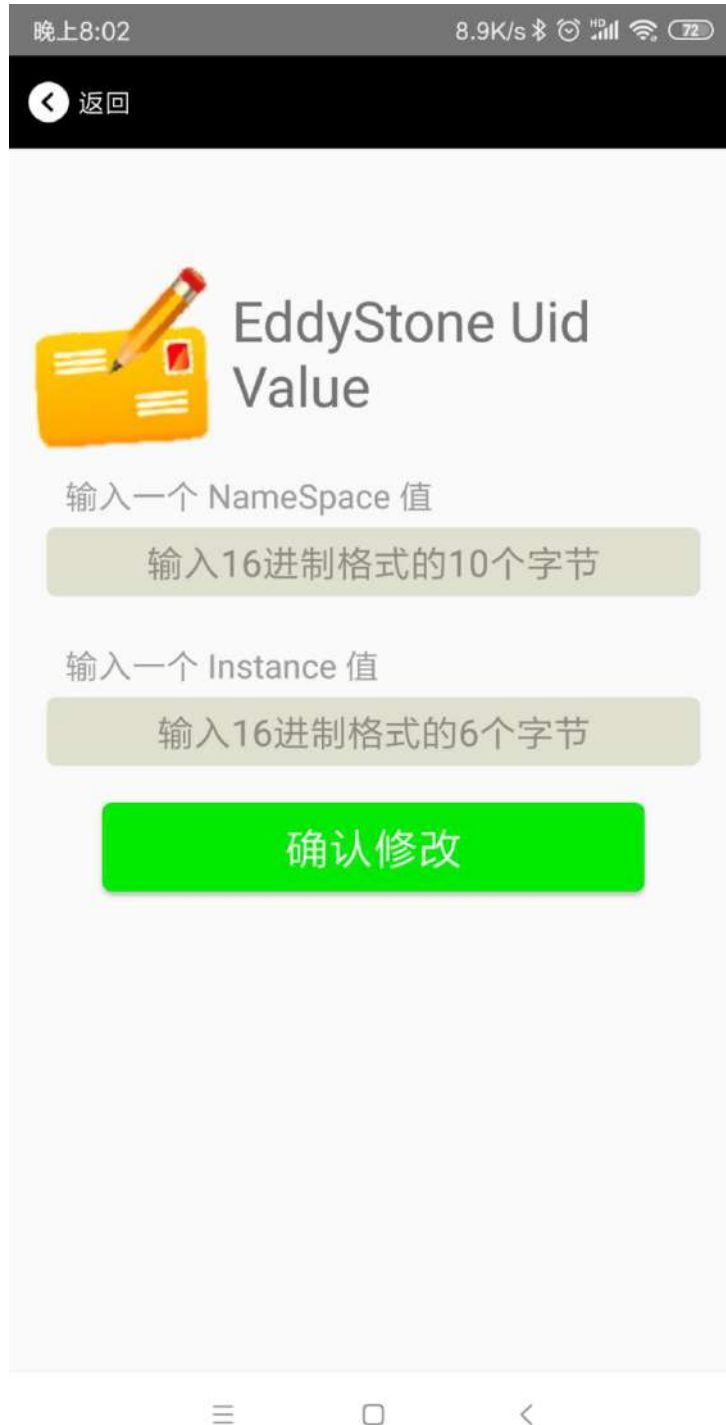 晚上8:02
8.9K/s HD 72
返回
EddyStone Uid
Value
输入一个 NameSpace 值
输入16进制格式的10个字节
输入一个 Instance 值
输入16进制格式的6个字节
确认修改